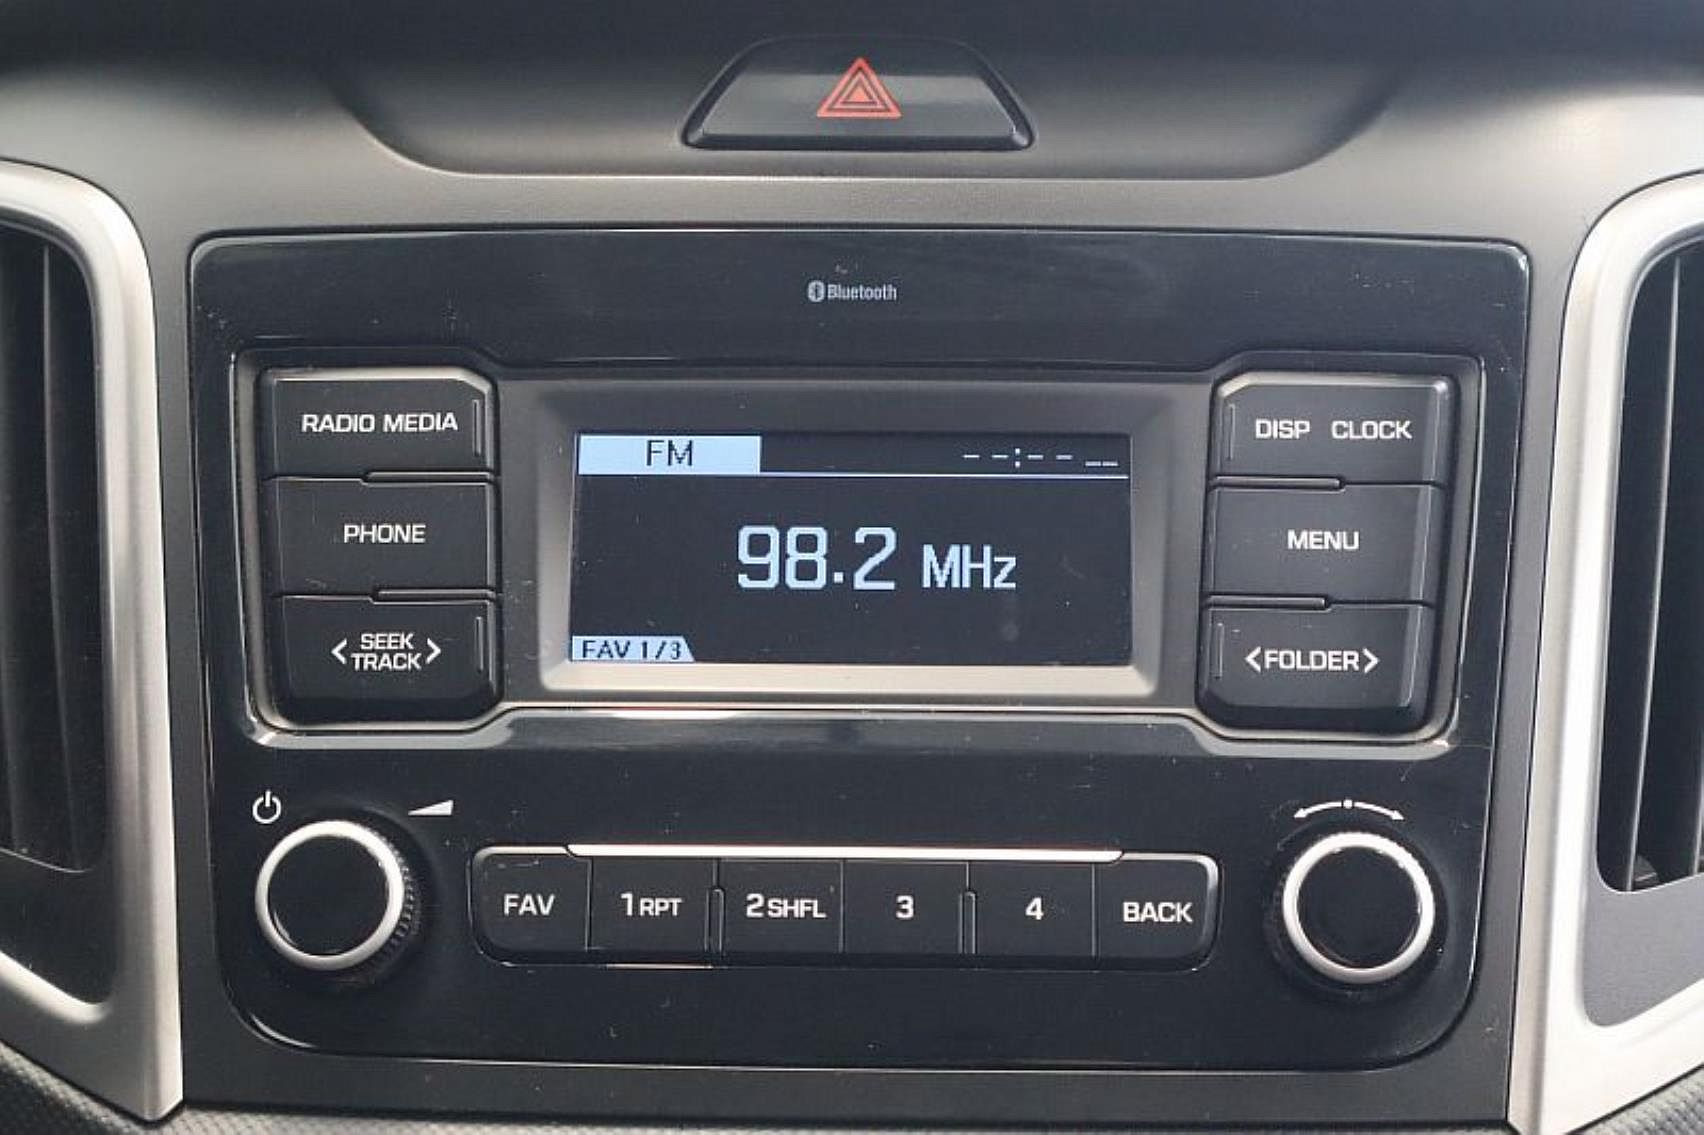 Bluetooth
RADIO MEDIA
PHONE
<SEEK
TRACK>
FM --:-- __
98.2 MHz
FAV 1/3
DISP CLOCK
MENU
<FOLDER>
FAV 1RPT 2SHFL 3 4 BACK